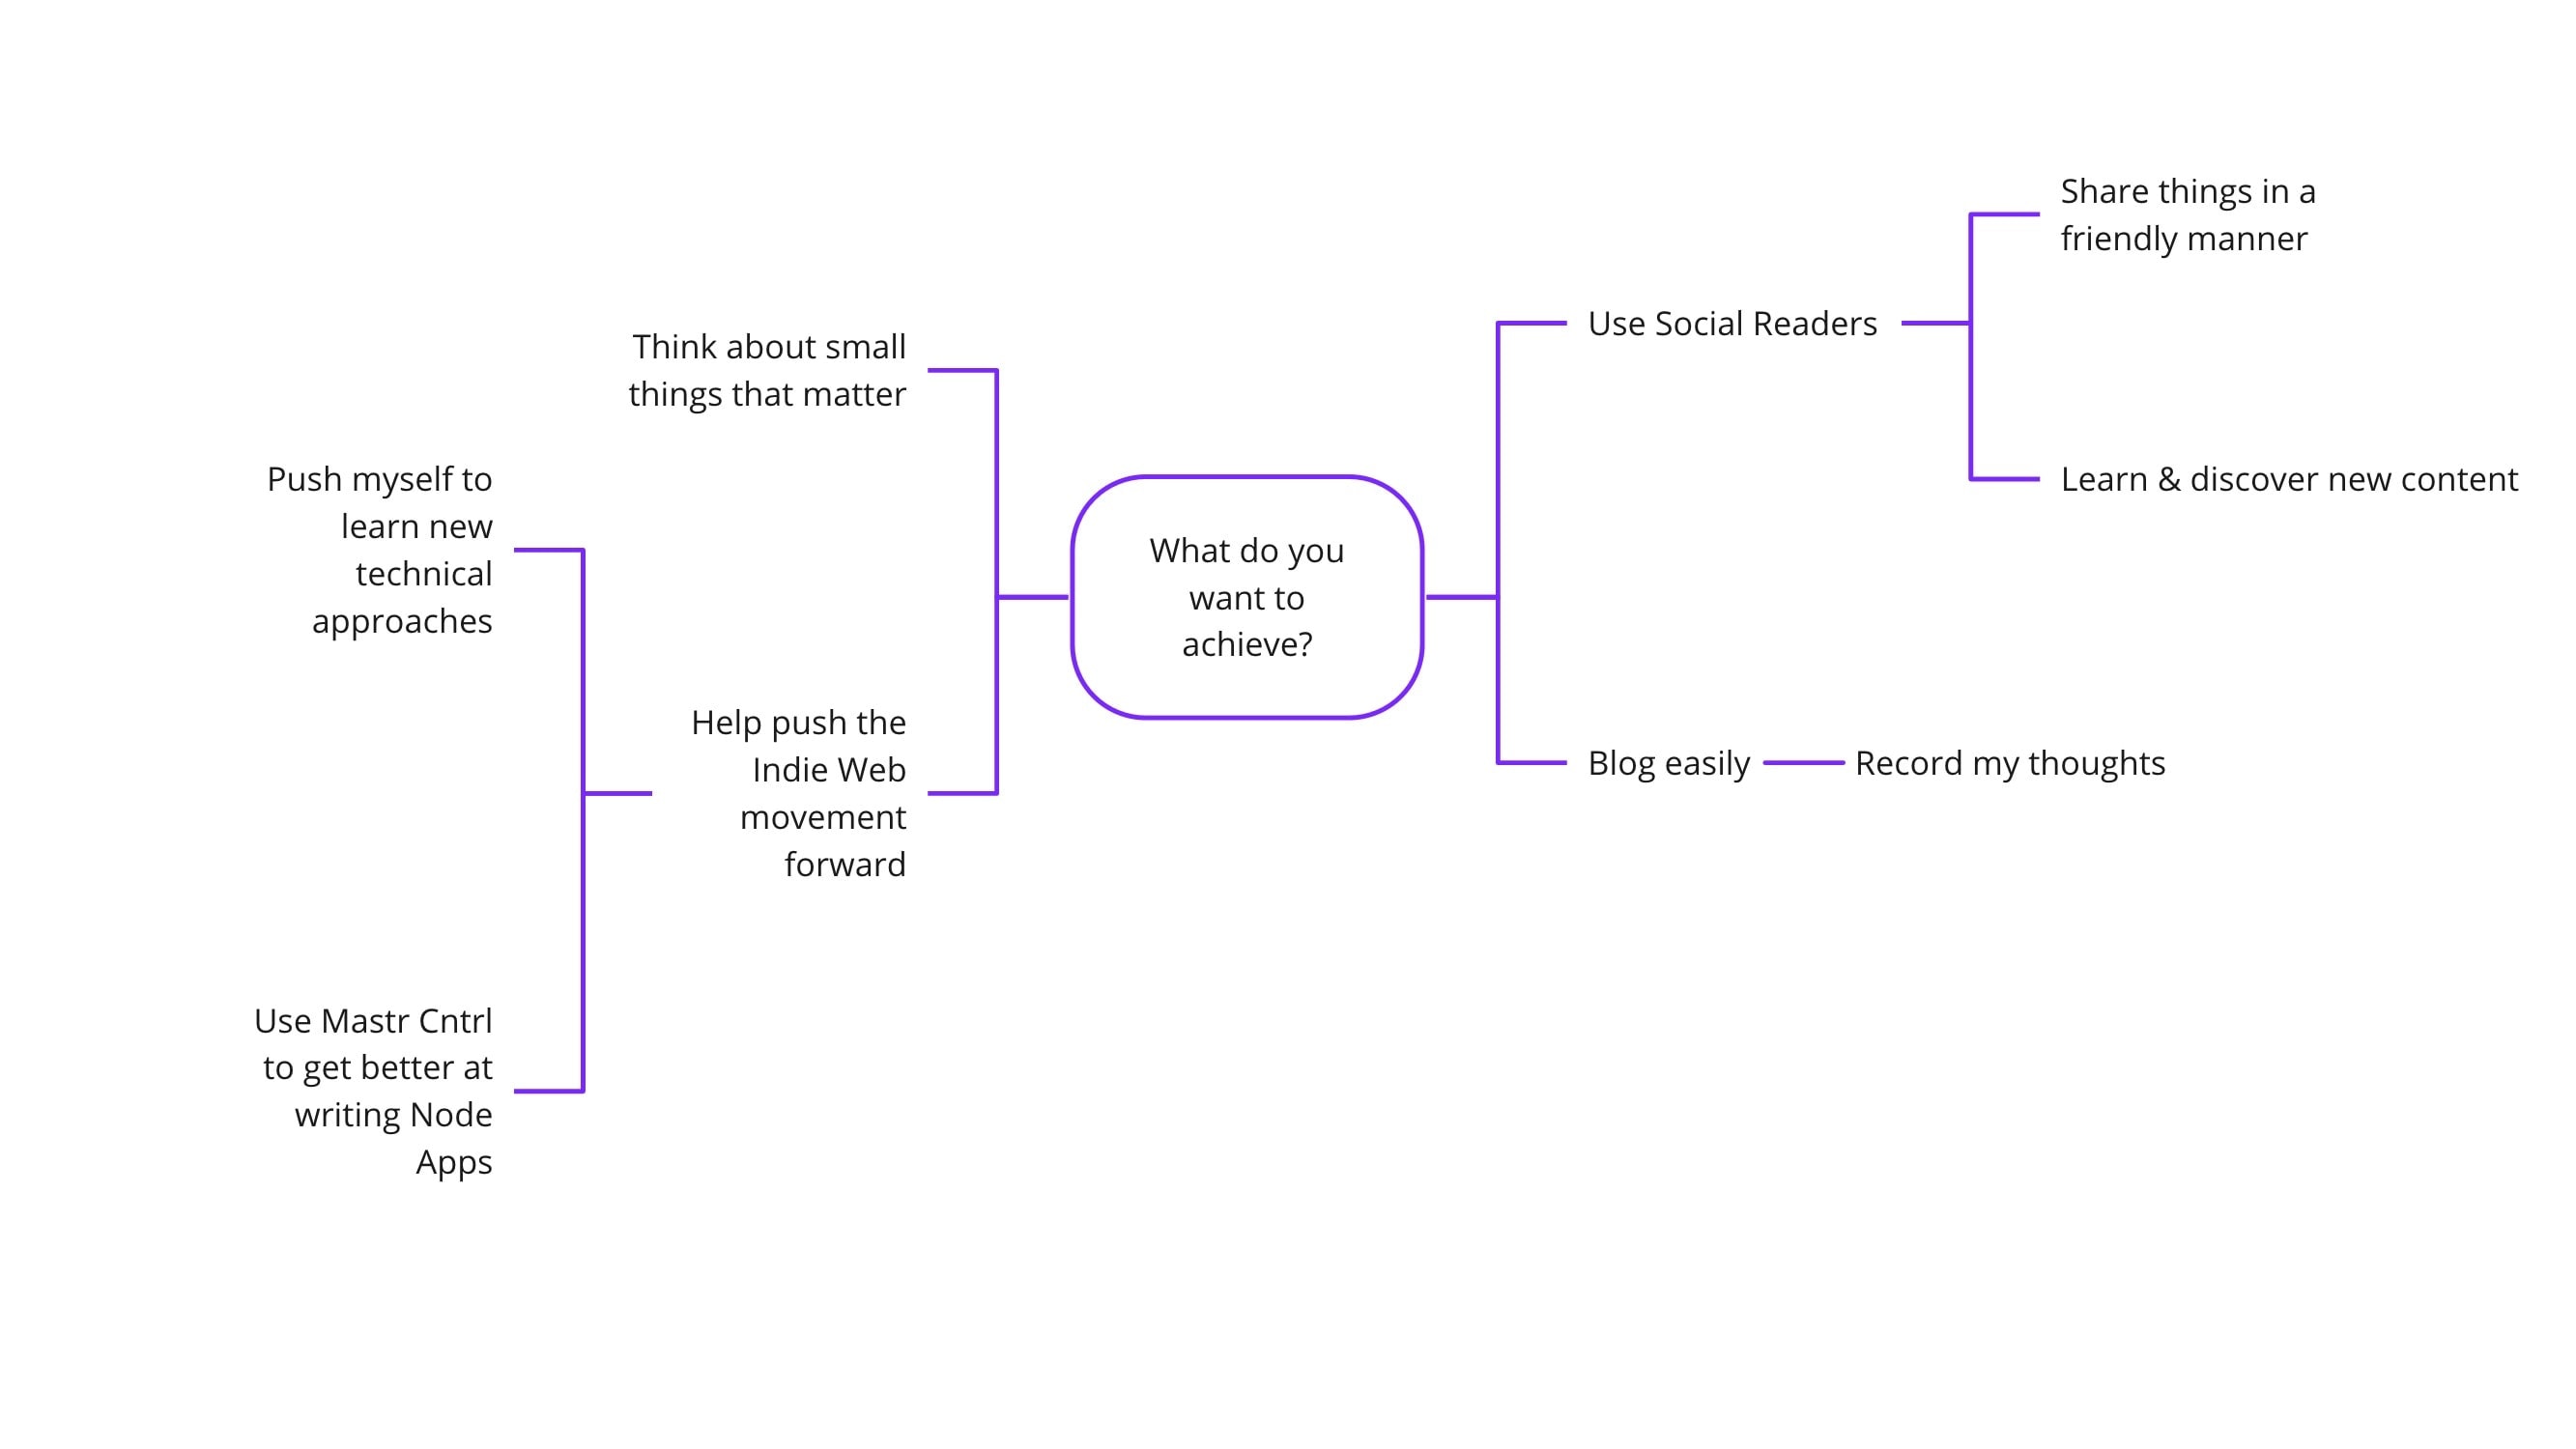 Share things in a
friendly manner
Use Social Readers
Think about small
things that matter
Push myself to
learn new
technical
approaches
Learn & discover new content
What do you
want to
achieve?
Help push the
Indie Web
movement
forward
Blog easily
Record my thoughts
Use Mastr Cntrl
to get better at
writing Node
Apps